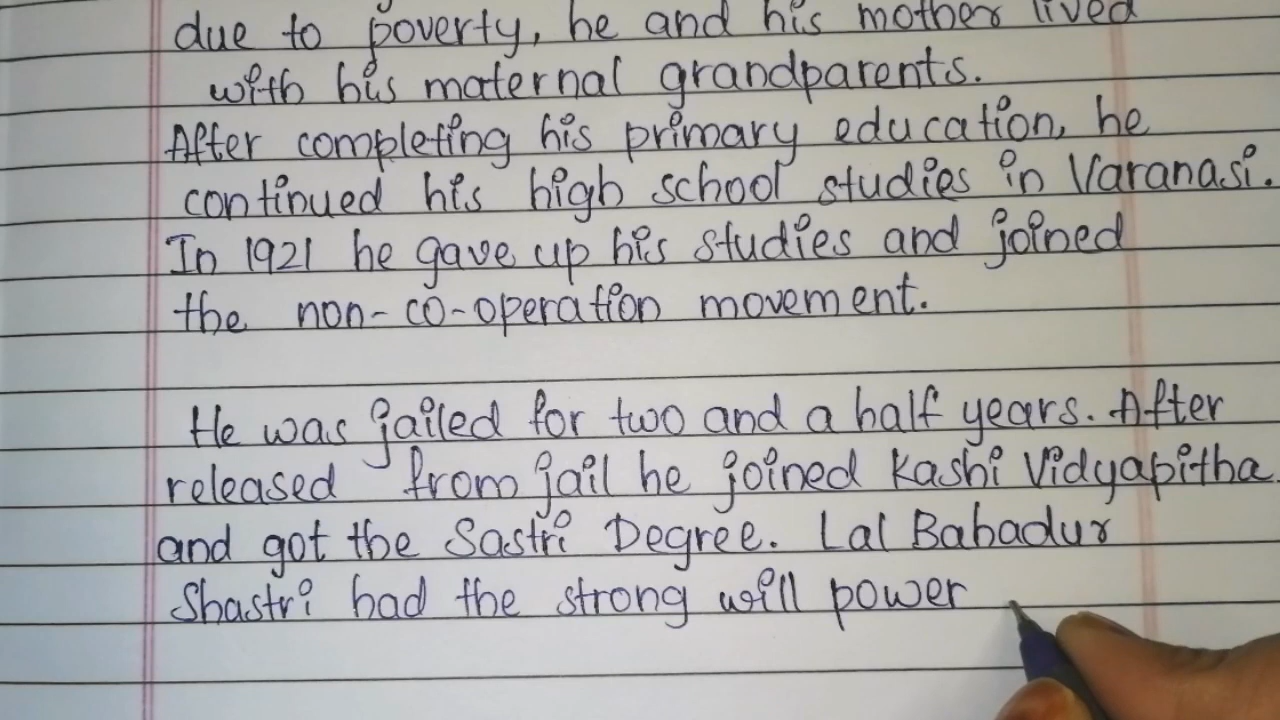 due to poverty, he and his mother lived
with his maternal grandparents.
After completing his primary education, he
continued his high school studies in Varanasi.
In 1921 he gave up his studies and joined
the non-co-operation movement.
He was jailed for two and a half years. After
released from jail he joined Kashi Vidyapitha
and got the Sastri Degree. Lal Bahadur
Shastri had the strong will power